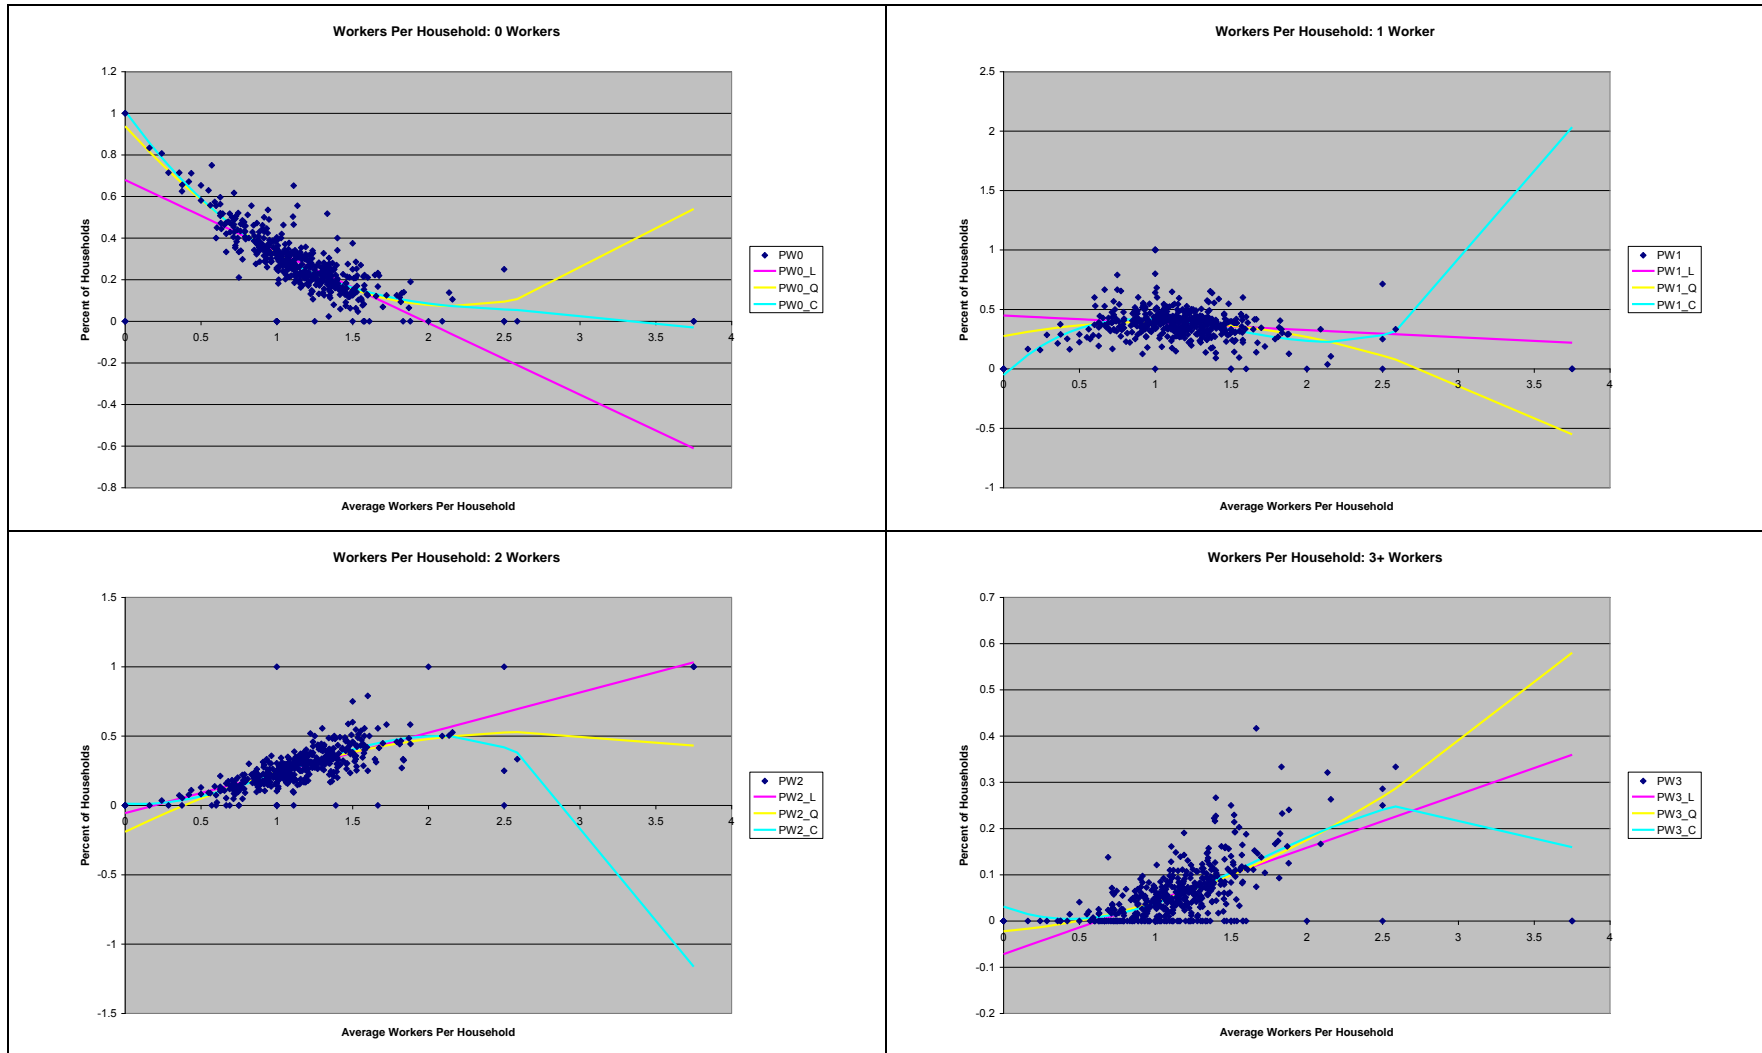 Workers Per Household: 0 Workers
1.2
1
0.8
0.6
0.4
0.2
0
-0.2
-0.4
-0.6
-0.8
0 0.5 1 1.5 2 2.5 3 3.5 4
Percent of Households
Average Workers Per Household
PW0
PW0_L
PW0_Q
PW0_C
Workers Per Household: 1 Worker
2.5
2
1.5
1
0.5
0
-0.5
-1
0 0.5 1 1.5 2 2.5 3 3.5 4
Percent of Households
Average Workers Per Household
PW1
PW1_L
PW1_Q
PW1_C
Workers Per Household: 2 Workers
1.5
1
0.5
0
-0.5
-1
-1.5
0 0.5 1 1.5 2 2.5 3 3.5 4
Percent of Households
Average Workers Per Household
PW2
PW2_L
PW2_Q
PW2_C
Workers Per Household: 3+ Workers
0.7
0.6
0.5
0.4
0.3
0.2
0.1
0
-0.1
-0.2
0 0.5 1 1.5 2 2.5 3 3.5 4
Percent of Households
Average Workers Per Household
PW3
PW3_L
PW3_Q
PW3_C